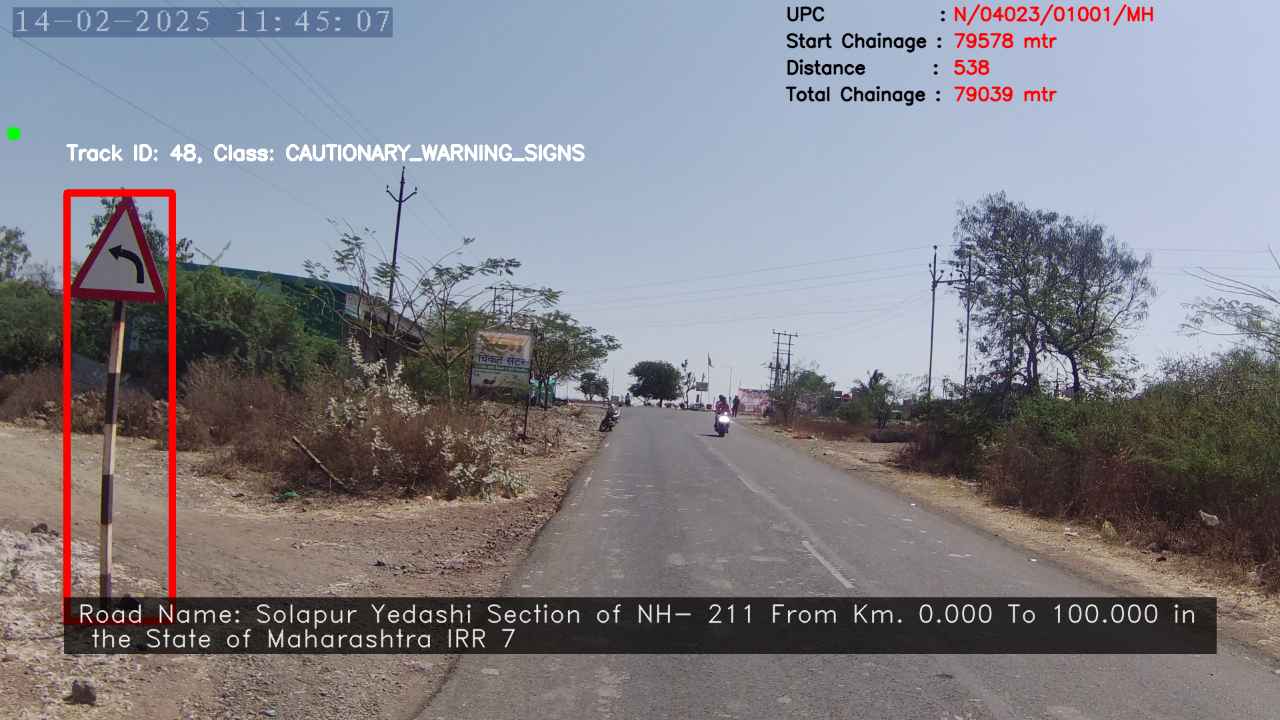 14-02-2025 11:45:07
UPC : N/04023/01001/MH
Start Chainage : 79578 mtr
Distance : 538
Total Chainage : 79039 mtr
Track ID: 48, Class: CAUTIONARY_WARNING_SIGNS
Road Name: Solapur Yedashi Section of NH- 211 From Km. 0.000 To 100.000 in
the State of Maharashtra IRR 7